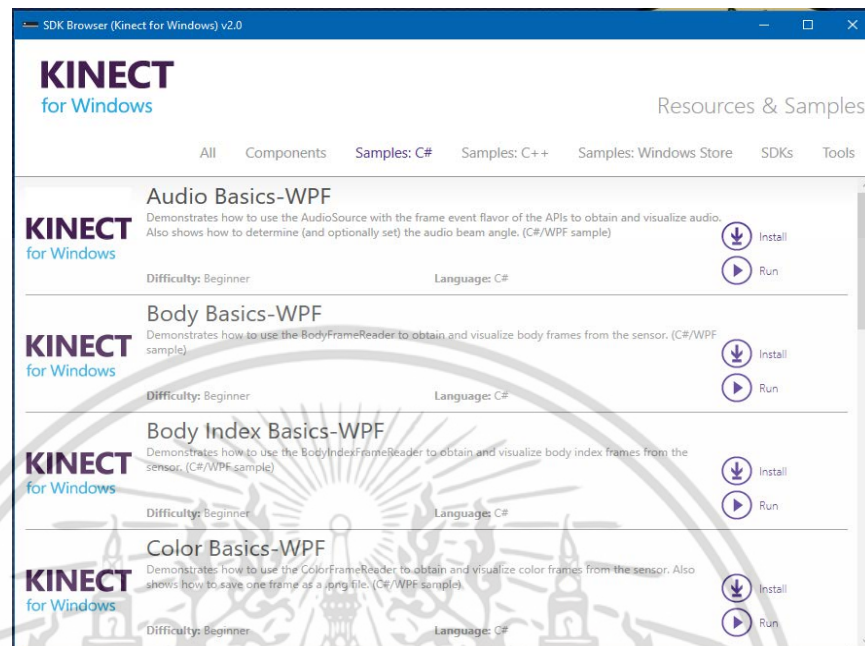 SDK Browser (Kinect for Windows) v2.0
KINECT
for Windows
Resources & Samples
All Components Samples: C# Samples: C++ Samples: Windows Store SDKs Tools
KINECT
for Windows
Audio Basics-WPF
Demonstrates how to use the AudioSource with the frame event flavor of the APIs to obtain and visualize audio.
Also shows how to determine (and optionally set) the audio beam angle. (C#/WPF sample)
Difficulty: Beginner Language: C#
Install
Run
KINECT
for Windows
Body Basics-WPF
Demonstrates how to use the BodyFrameReader to obtain and visualize body frames from the sensor. (C#/WPF
sample)
Difficulty: Beginner Language: C#
Install
Run
KINECT
for Windows
Body Index Basics-WPF
Demonstrates how to use the BodyIndexFrameReader to obtain and visualize body index frames from the
sensor. (C#/WPF sample)
Difficulty: Beginner Language: C#
Install
Run
KINECT
for Windows
Color Basics-WPF
Demonstrates how to use the ColorFrameReader to obtain and visualize color frames from the sensor. Also
shows how to save one frame as a .png file. (C#/WPF sample)
Difficulty: Beginner Language: C#
Install
Run